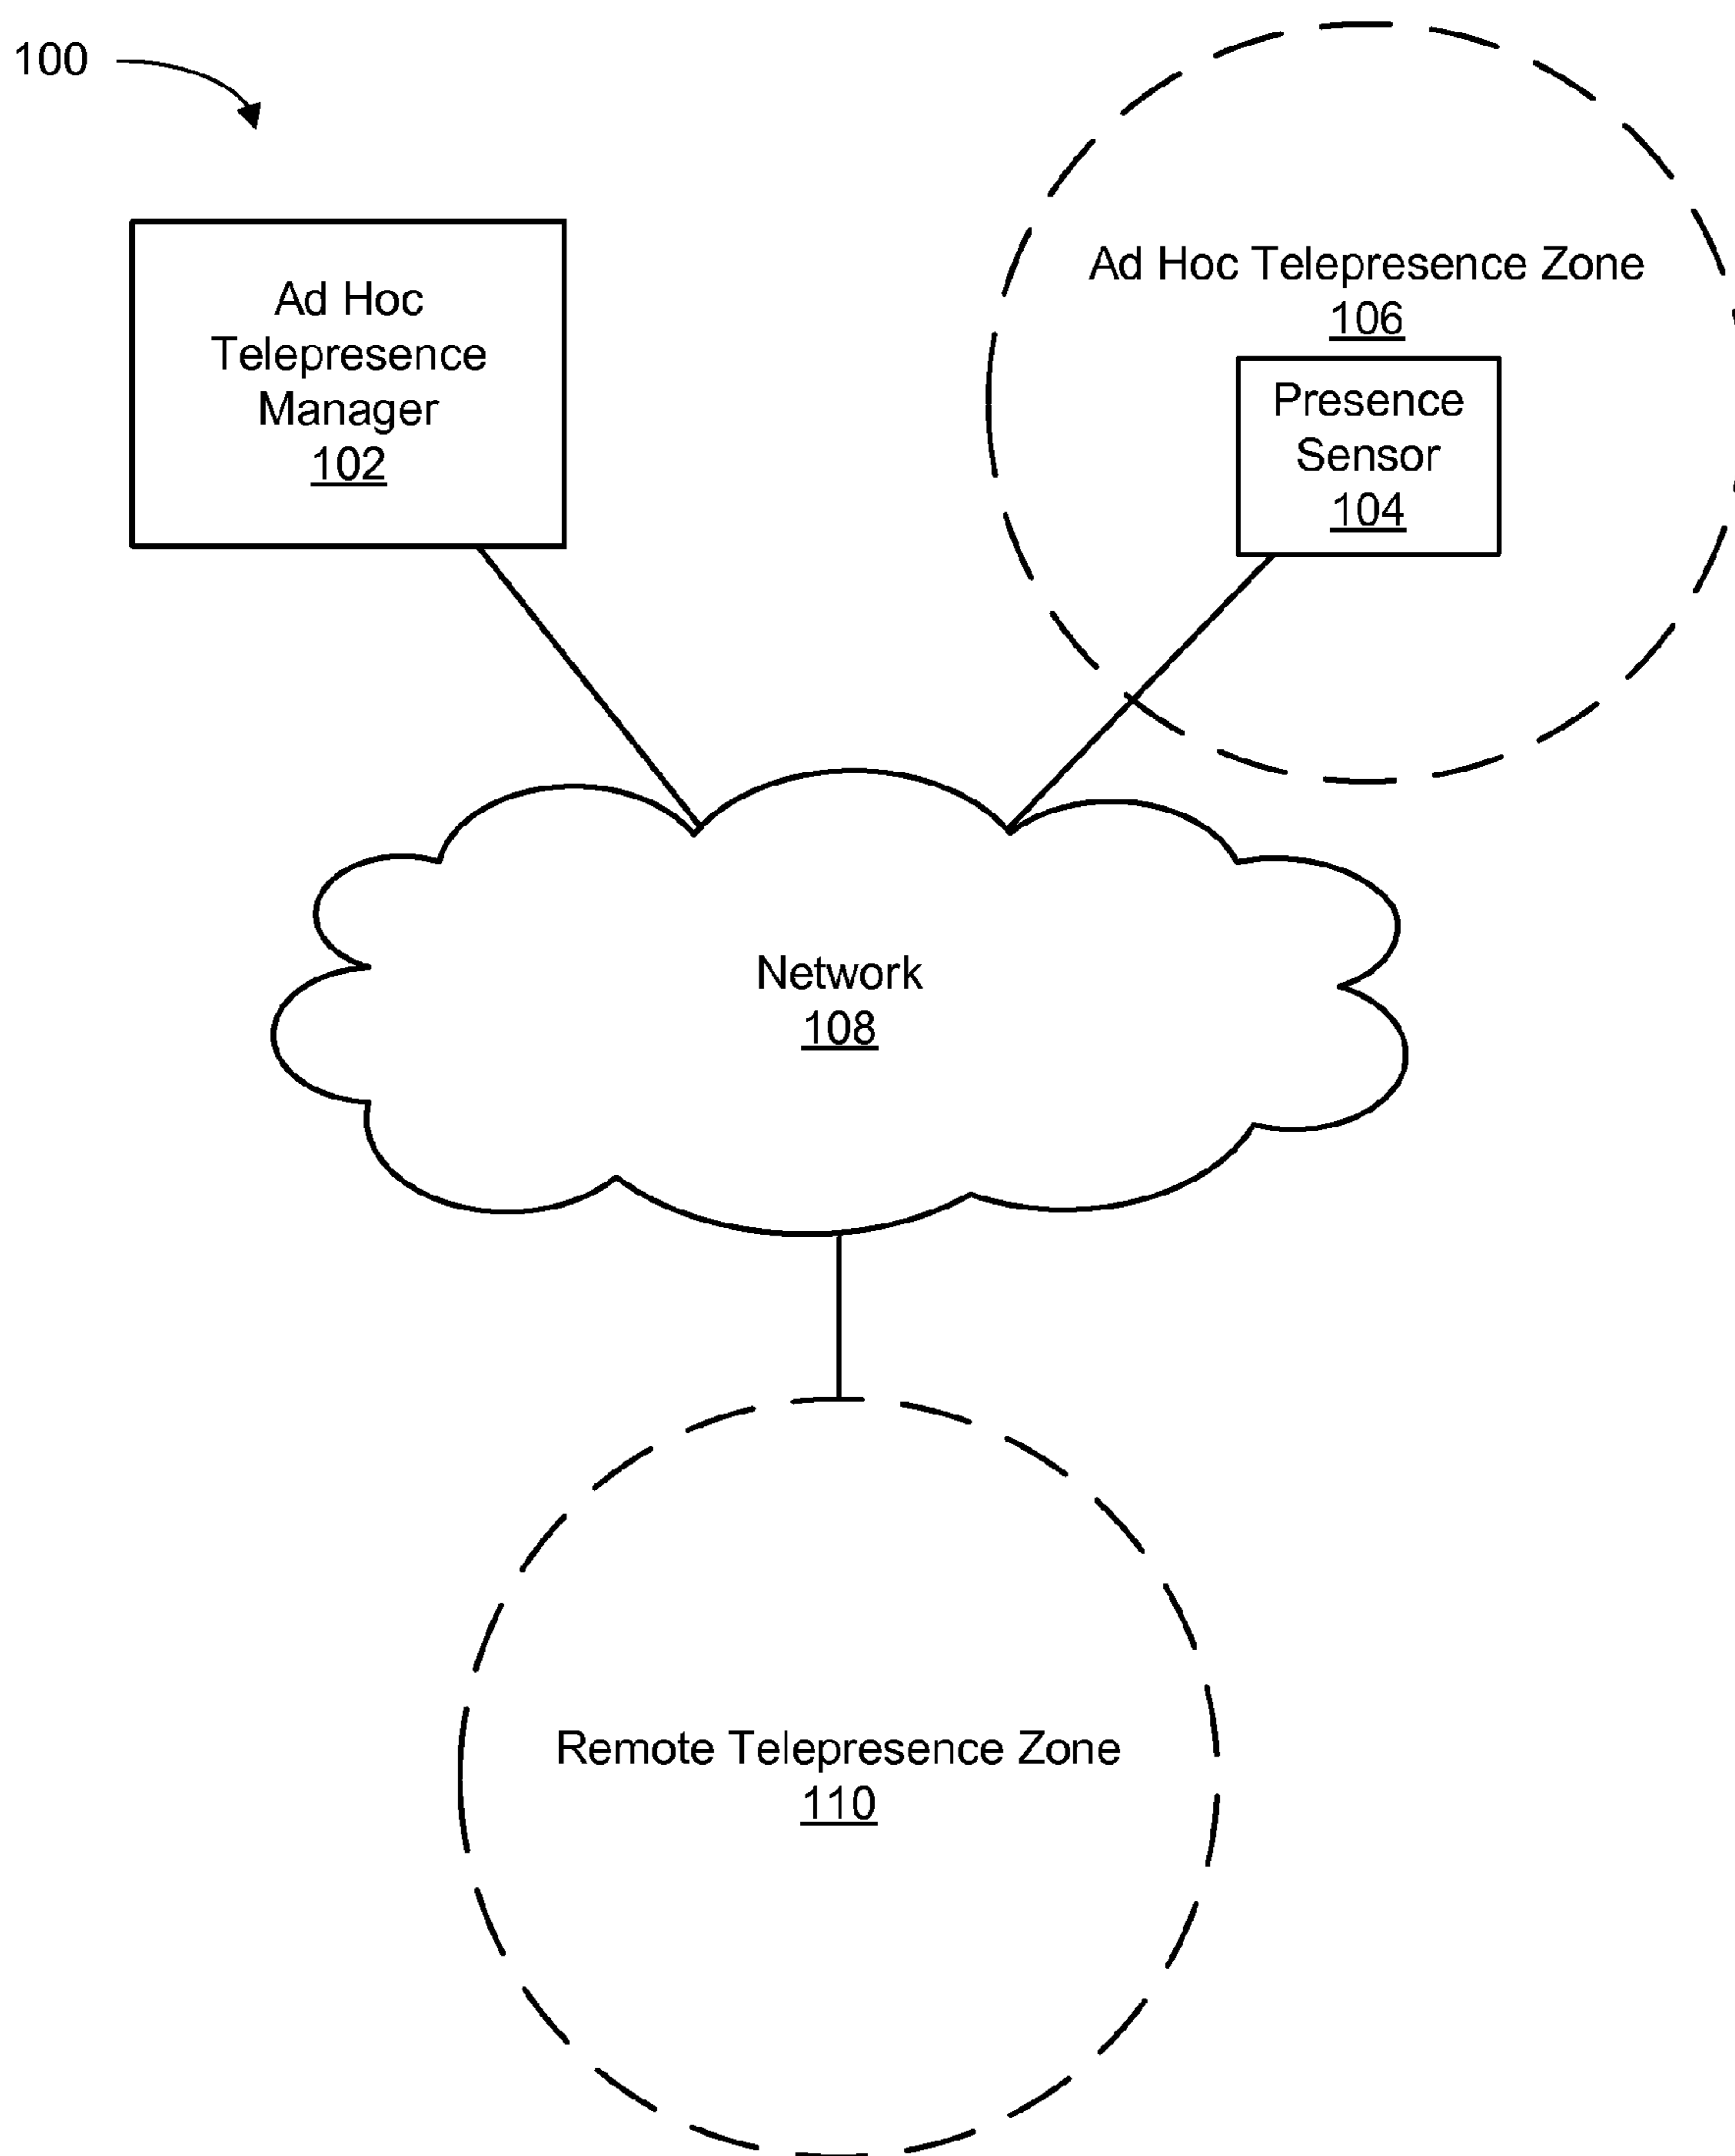 100
Ad Hoc
Telepresence
Manager
102
Ad Hoc Telepresence Zone
106
Presence
Sensor
104
Network
108
Remote Telepresence Zone
110